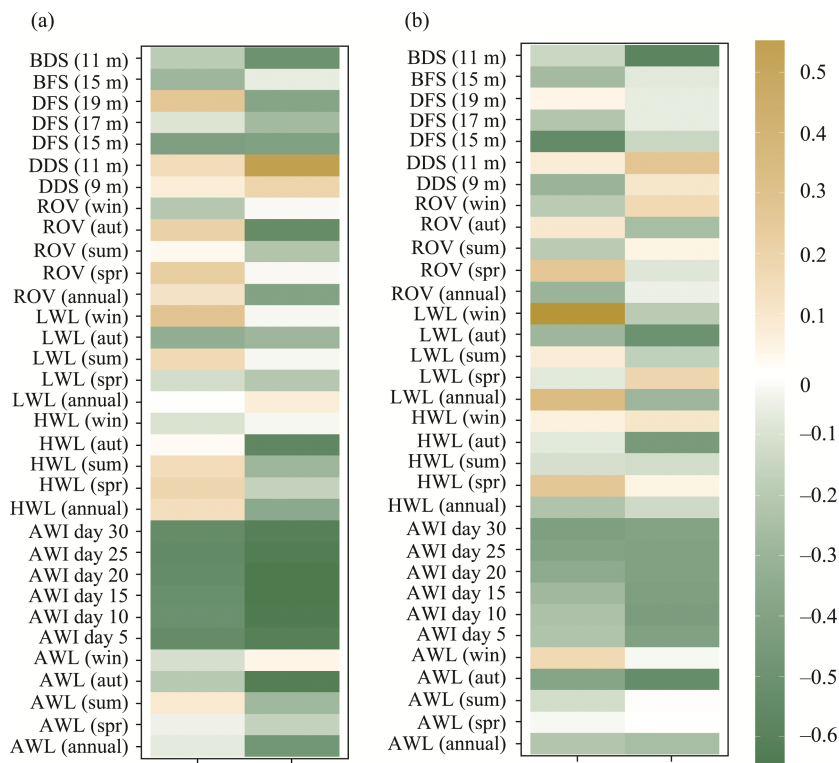 (a)
BDS (11 m)
BFS (15 m)
DFS (19 m)
DFS (17 m)
DFS (15 m)
DDS (11 m)
DDS (9 m)
ROV (win)
ROV (aut)
ROV (sum)
ROV (spr)
ROV (annual)
LWL (win)
LWL (aut)
LWL (sum)
LWL (spr)
LWL (annual)
HWL (win)
HWL (aut)
HWL (sum)
HWL (spr)
HWL (annual)
AWI day 30
AWI day 25
AWI day 20
AWI day 15
AWI day 10
AWI day 5
AWL (win)
AWL (aut)
AWL (sum)
AWL (spr)
AWL (annual)
(b)
BDS (11 m)
BFS (15 m)
DFS (19 m)
DFS (17 m)
DFS (15 m)
DDS (11 m)
DDS (9 m)
ROV (win)
ROV (aut)
ROV (sum)
ROV (spr)
ROV (annual)
LWL (win)
LWL (aut)
LWL (sum)
LWL (spr)
LWL (annual)
HWL (win)
HWL (aut)
HWL (sum)
HWL (spr)
HWL (annual)
AWI day 30
AWI day 25
AWI day 20
AWI day 15
AWI day 10
AWI day 5
AWL (win)
AWL (aut)
AWL (sum)
AWL (spr)
AWL (annual)
0.5
0.4
0.3
0.2
0.1
0
–0.1
–0.2
–0.3
–0.4
–0.5
–0.6